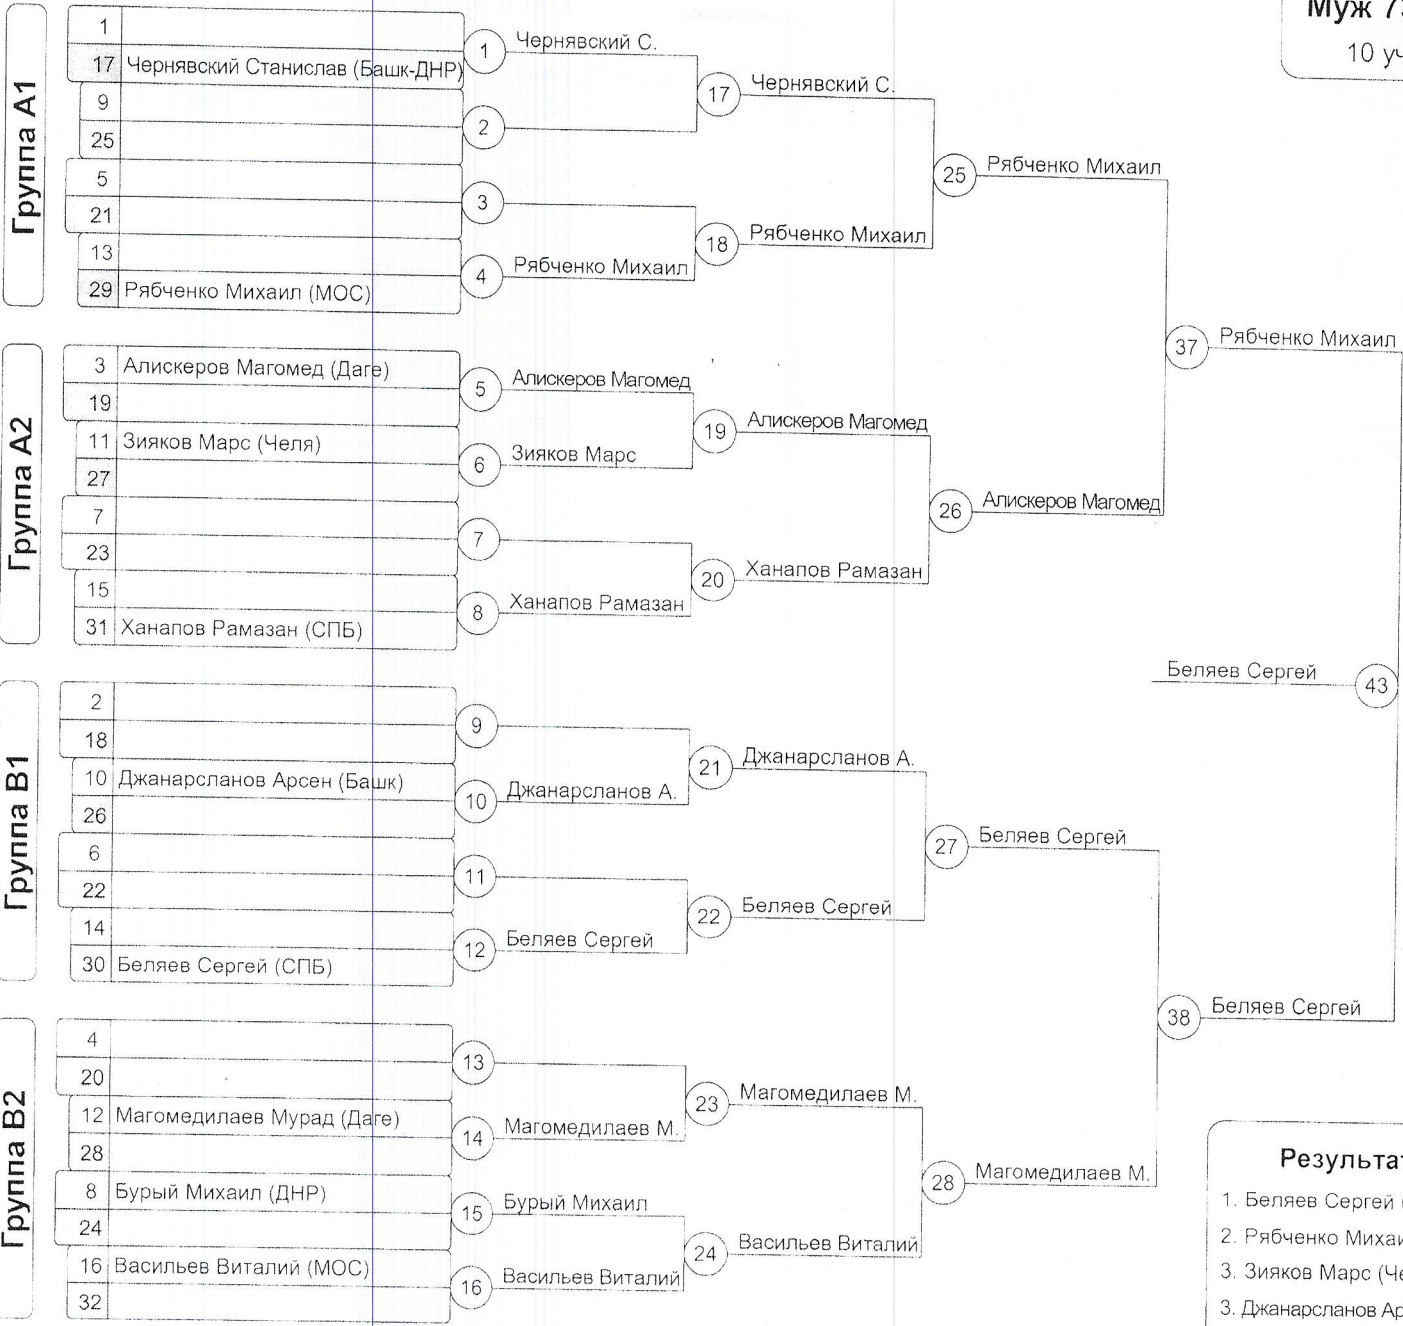 Муж 73
10 уч
Группа А1
1
17 Чернявский Станислав (Башк-ДНР)
9
25
5
21
13
29 Рябченко Михаил (МОС)
1 Чернявский С.
2
3
4 Рябченко Михаил
17 Чернявский С.
18 Рябченко Михаил
25 Рябченко Михаил
Группа А2
3 Алискеров Магомед (Даге)
19
11 Зияков Марс (Челя)
27
7
23
15
31 Ханапов Рамазан (СПБ)
5 Алискеров Магомед
6 Зияков Марс
7
8 Ханапов Рамазан
19 Алискеров Магомед
20 Ханапов Рамазан
26 Алискеров Магомед
37 Рябченко Михаил
Группа В1
2
18
10 Джанарсланов Арсен (Башк)
26
6
22
14
30 Беляев Сергей (СПБ)
9
10 Джанарсланов А.
11
12 Беляев Сергей
21 Джанарсланов А.
22 Беляев Сергей
27 Беляев Сергей
Беляев Сергей 43
Группа В2
4
20
12 Магомедилаев Мурад (Даге)
28
8 Бурый Михаил (ДНР)
24
16 Васильев Виталий (МОС)
32
13
14 Магомедилаев М.
15 Бурый Михаил
16 Васильев Виталий
23 Магомедилаев М.
24 Васильев Виталий
28 Магомедилаев М.
38 Беляев Сергей
Результат
1. Беляев Сергей (
2. Рябченко Михаи
3. Зияков Марс (Че
3. Джанарсланов Ар